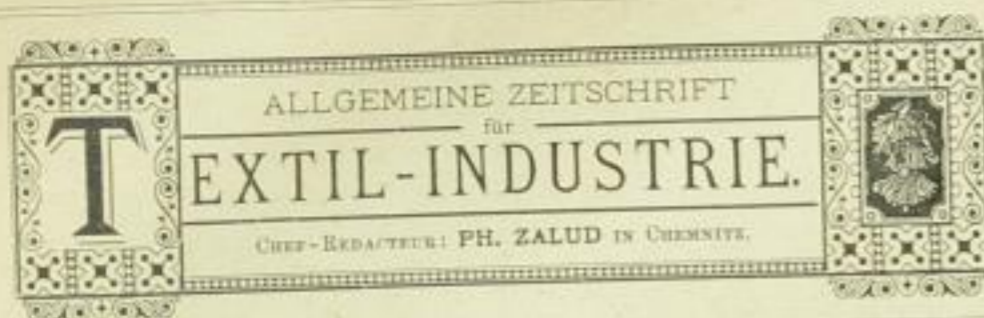 ALLGEMEINE ZEITSCHRIFT
für
TEXTIL-INDUSTRIE.
CHEF-REDACTEUR: PH. ZALUD IN CHEMNITZ.